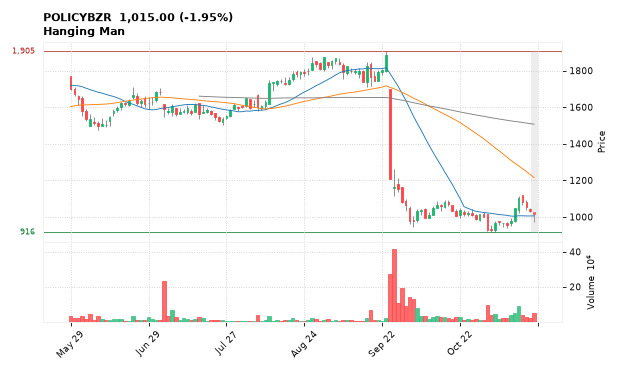 POLICYBZR 1,015.00 (-1.95%)
Hanging Man
1,905
916
1800
1600
1400
1200
1000
Price
40
20
Volume 10⁶
May 29
Jun 29
Jul 27
Aug 24
Sep 22
Oct 22